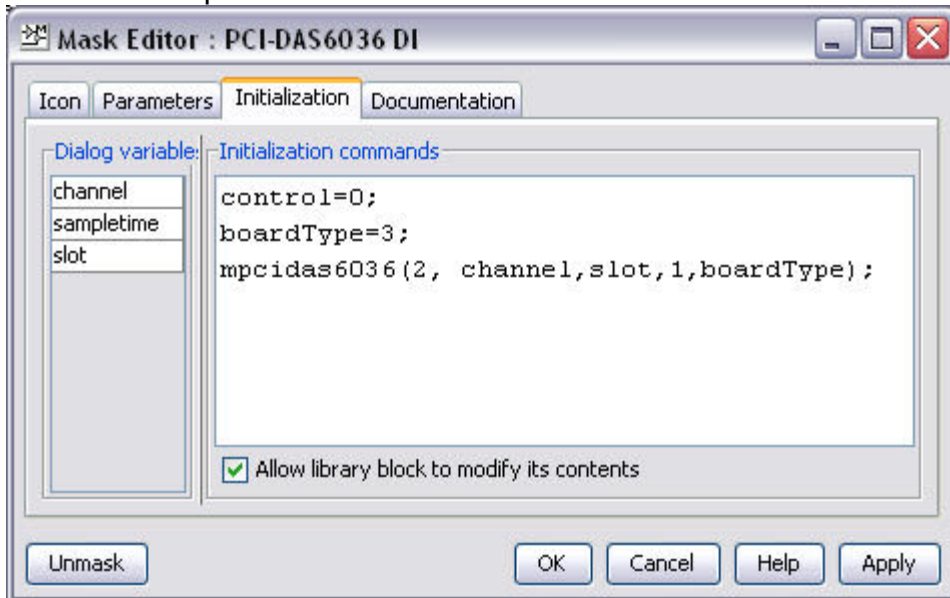 Mask Editor : PCI-DAS6036 DI
Icon Parameters Initialization Documentation
Dialog variable: Initialization commands
channel
sampletime
slot
control=0;
boardType=3;
mpcidas6036(2, channel,slot,1,boardType);
Allow library block to modify its contents
Unmask OK Cancel Help Apply